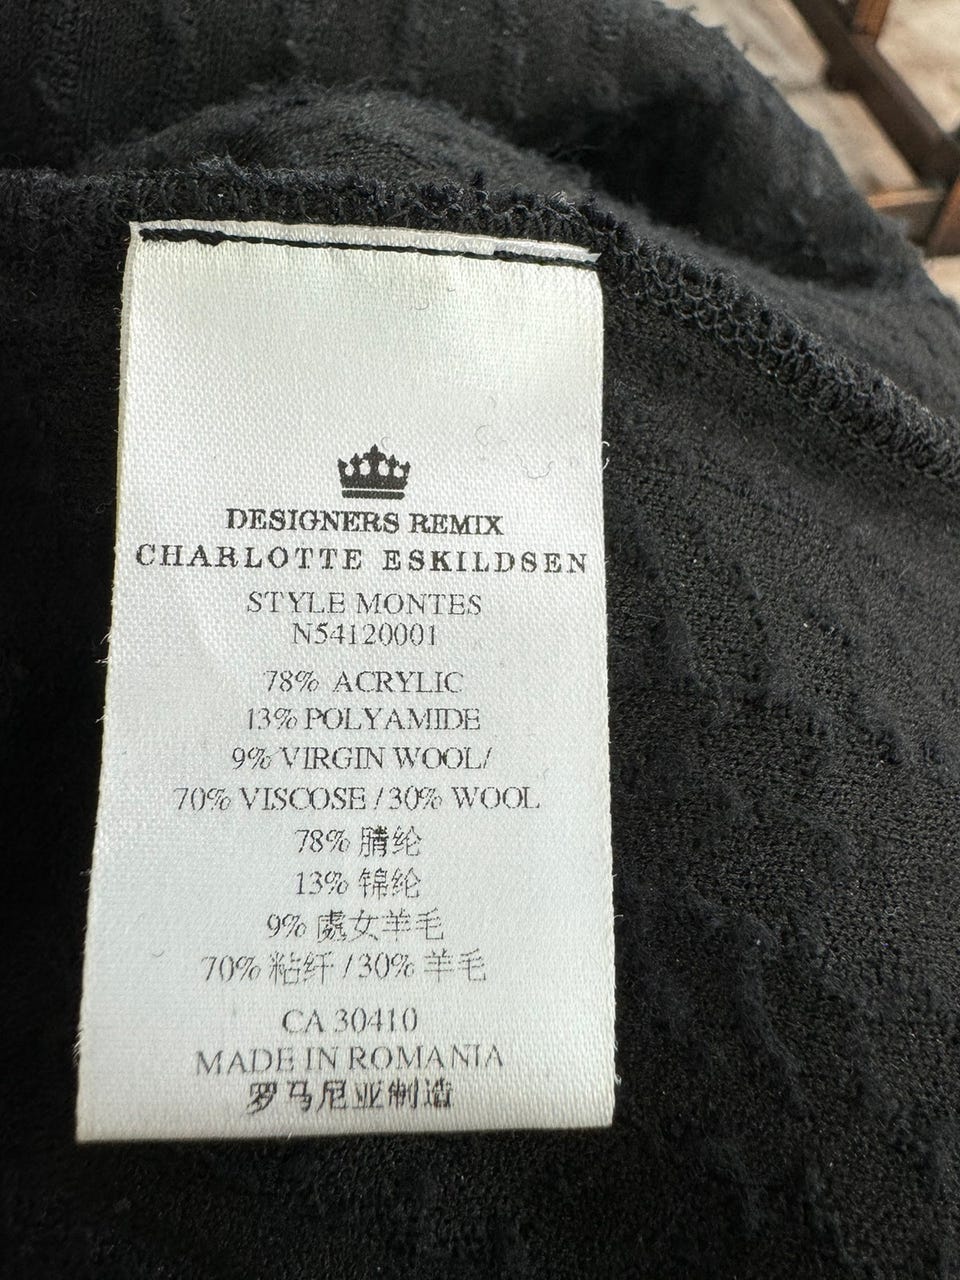 DESIGNERS REMIX
CHARLOTTE ESKILDSEN
STYLE MONTES
N54120001
78% ACRYLIC
13% POLYAMIDE
9% VIRGIN WOOL/
70% VISCOSE / 30% WOOL
78% 腈纶
13% 锦纶
9% 處女羊毛
70% 粘纤 / 30% 羊毛
CA 30410
MADE IN ROMANIA
罗马尼亚制造